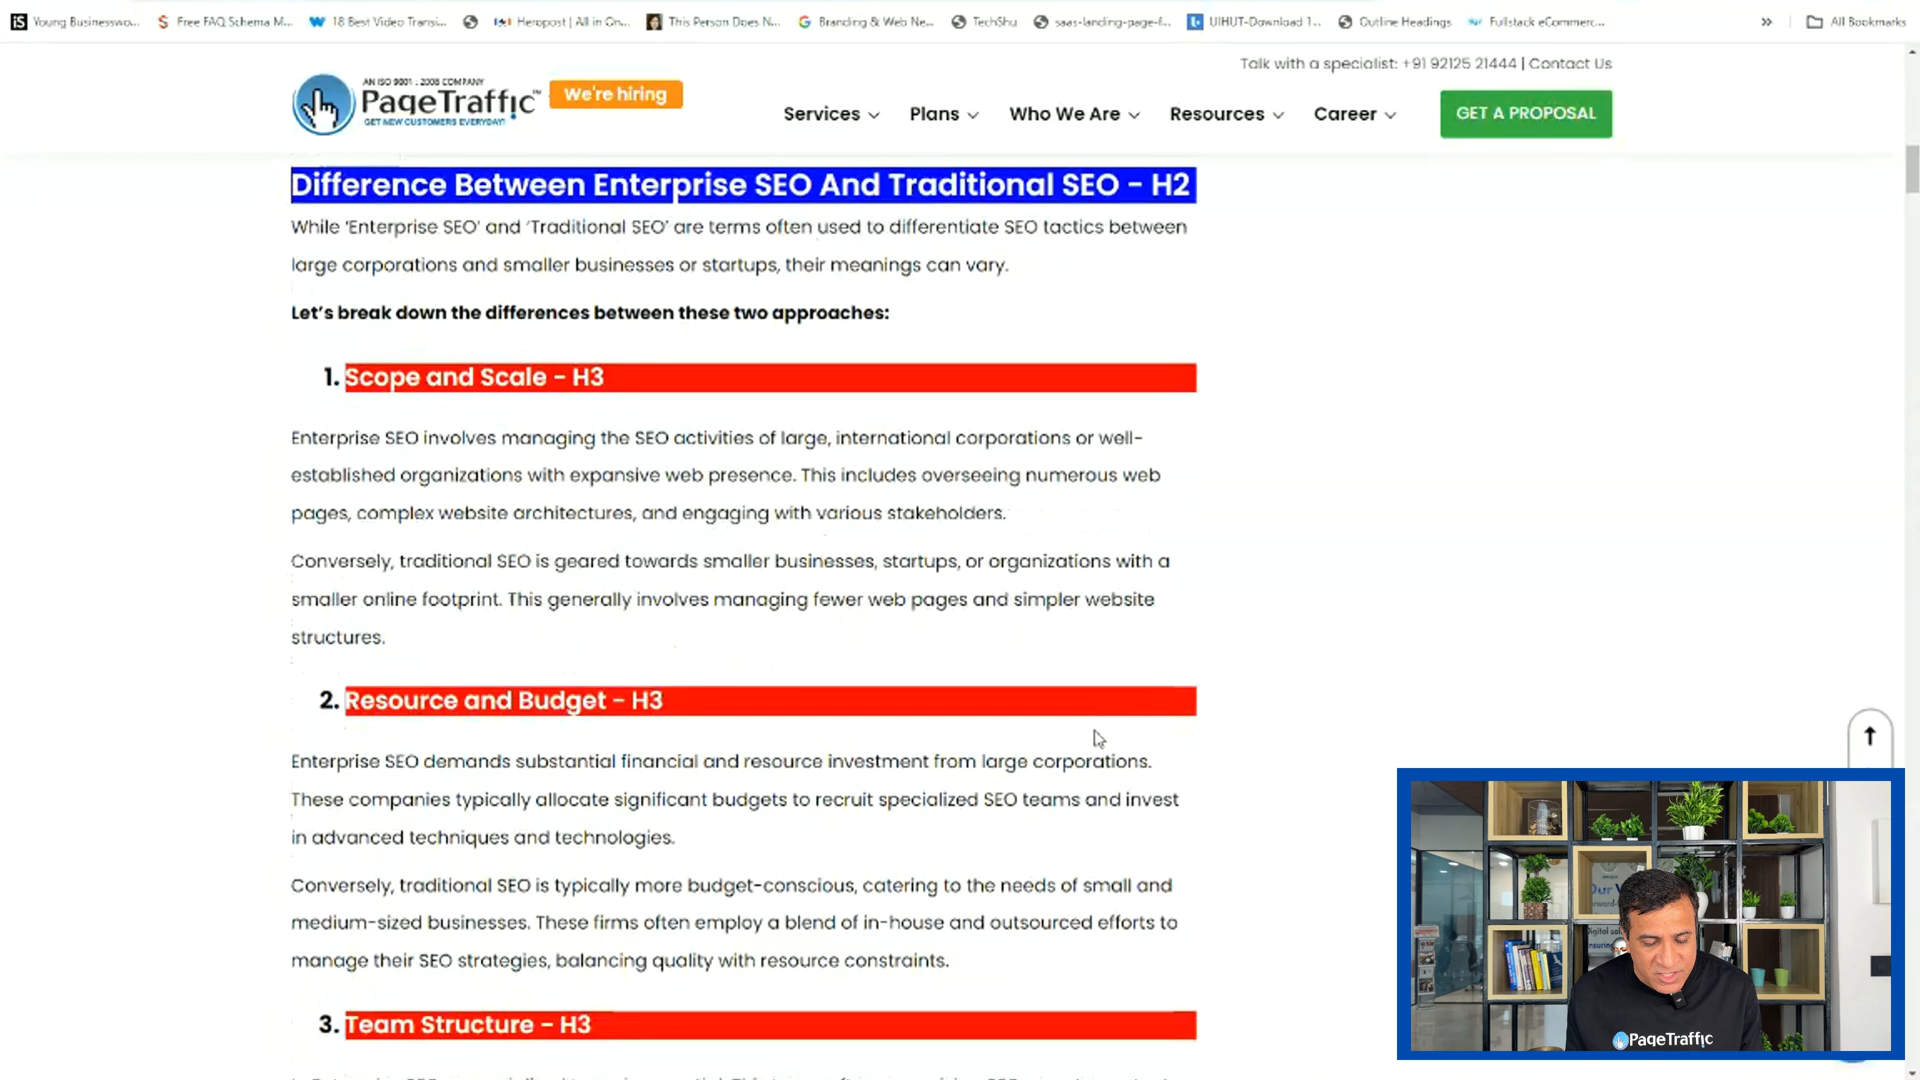 Young Businesswo...
Free FAQ Schema M...
18 Best Video Transi...
Heropost | All in On...
This Person Does N...
Branding & Web Ne...
TechShu
saas-landing-page-f...
UIHUT-Download 1...
Outline Headings
Fullstack eCommerc...
»
All Bookmarks
Talk with a specialist: +91 92125 21444 | Contact Us
AN ISO 9001 : 2008 COMPANY
PageTraffic™
GET NEW CUSTOMERS EVERYDAY!
We're hiring
Services
Plans
Who We Are
Resources
Career
GET A PROPOSAL
Difference Between Enterprise SEO And Traditional SEO - H2
While ‘Enterprise SEO’ and ‘Traditional SEO’ are terms often used to differentiate SEO tactics between
large corporations and smaller businesses or startups, their meanings can vary.
Let’s break down the differences between these two approaches:
1. Scope and Scale - H3
Enterprise SEO involves managing the SEO activities of large, international corporations or well-
established organizations with expansive web presence. This includes overseeing numerous web
pages, complex website architectures, and engaging with various stakeholders.
Conversely, traditional SEO is geared towards smaller businesses, startups, or organizations with a
smaller online footprint. This generally involves managing fewer web pages and simpler website
structures.
2. Resource and Budget - H3
Enterprise SEO demands substantial financial and resource investment from large corporations.
These companies typically allocate significant budgets to recruit specialized SEO teams and invest
in advanced techniques and technologies.
Conversely, traditional SEO is typically more budget-conscious, catering to the needs of small and
medium-sized businesses. These firms often employ a blend of in-house and outsourced efforts to
manage their SEO strategies, balancing quality with resource constraints.
3. Team Structure - H3
PageTraffic